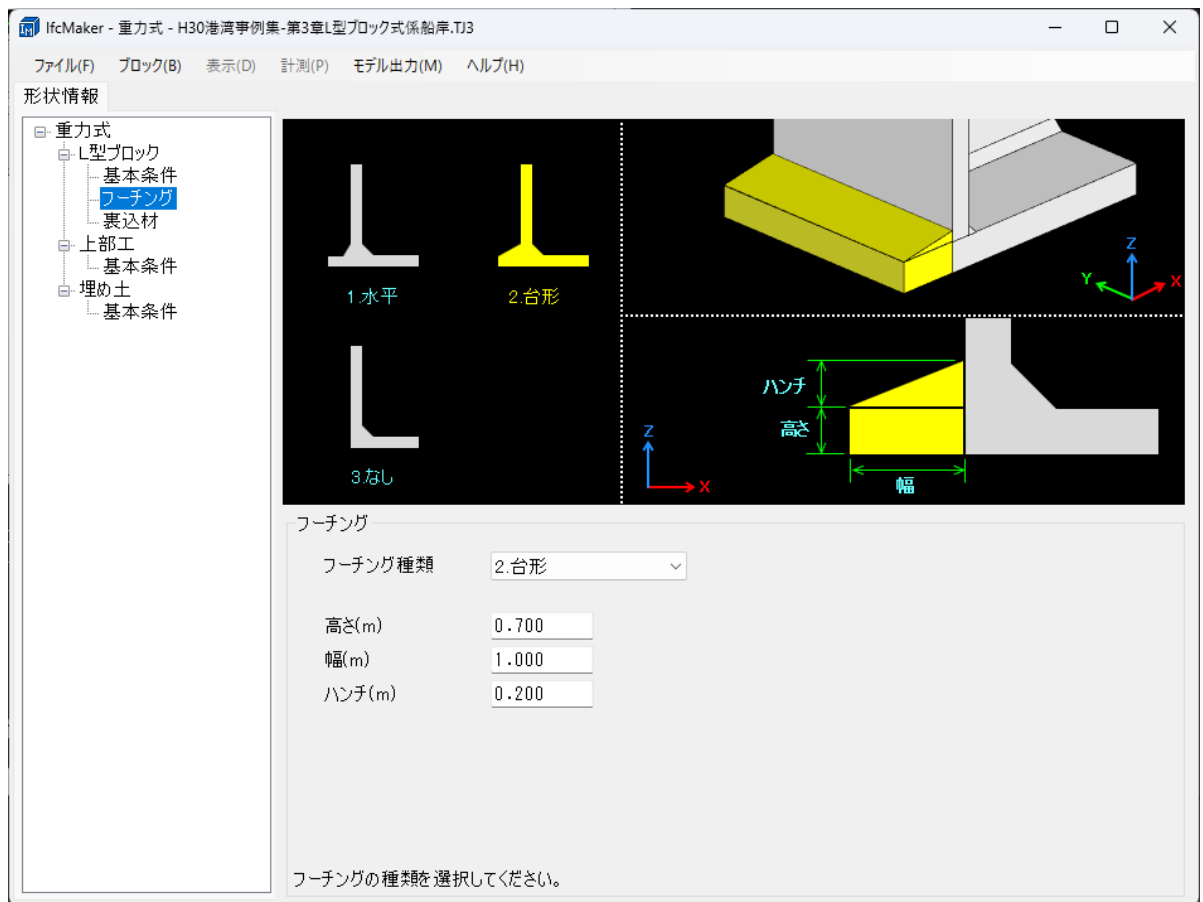 IfcMaker - 重力式 - H30港湾事例集-第3章L型ブロック式係船岸.TJ3
ファイル(F) ブロック(B) 表示(D) 計測(P) モデル出力(M) ヘルプ(H)
形状情報
重力式
L型ブロック
基本条件
フーチング
裏込材
上部工
基本条件
埋め土
基本条件
1.水平
2.台形
3.なし
Z
Y
X
ハンチ
高さ
幅
Z
X
フーチング
フーチング種類 2.台形
高さ(m) 0.700
幅(m) 1.000
ハンチ(m) 0.200
フーチングの種類を選択してください。